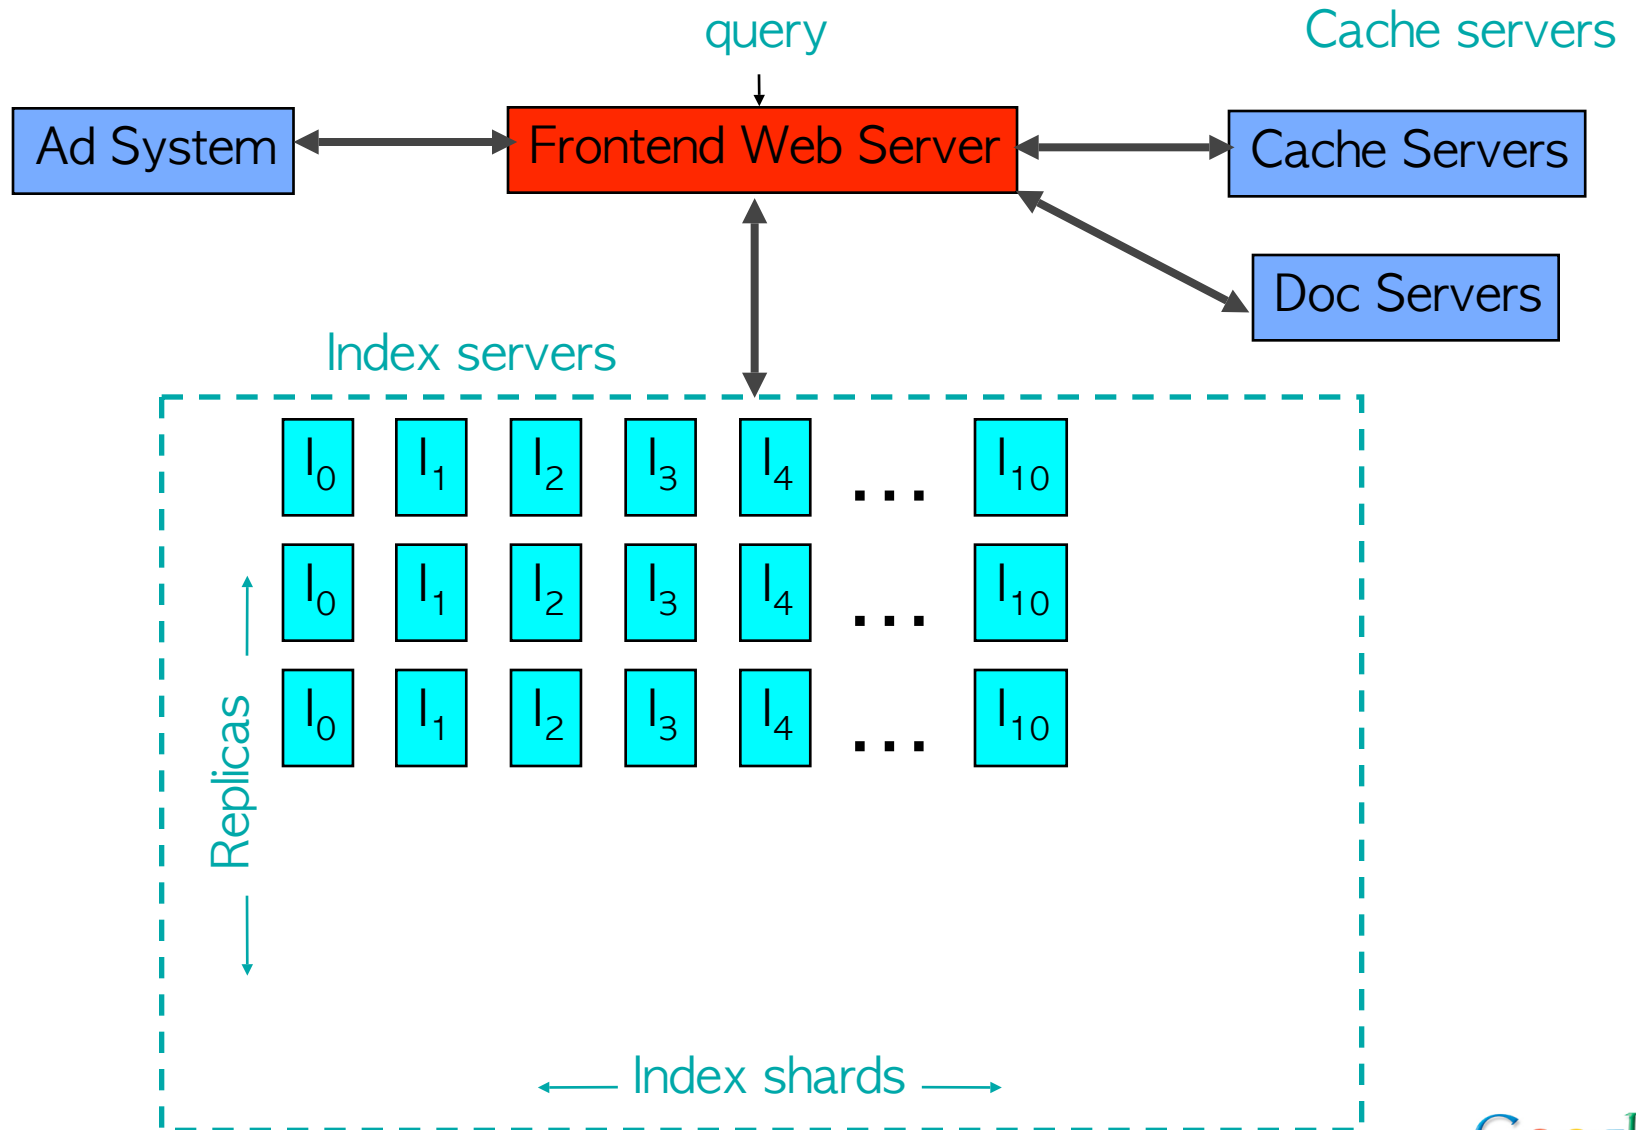 query
Cache servers
Ad System
Frontend Web Server
Cache Servers
Doc Servers
Index servers
I0 I1 I2 I3 I4 ... I10
I0 I1 I2 I3 I4 ... I10
I0 I1 I2 I3 I4 ... I10
Replicas
Index shards